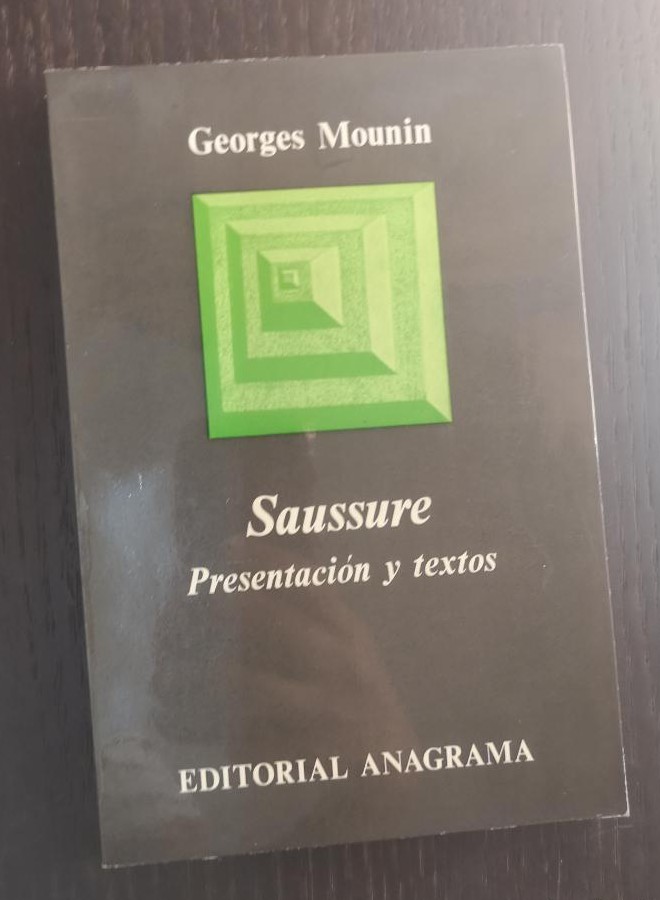 Georges Mounin
Saussure
Presentación y textos
EDITORIAL ANAGRAMA